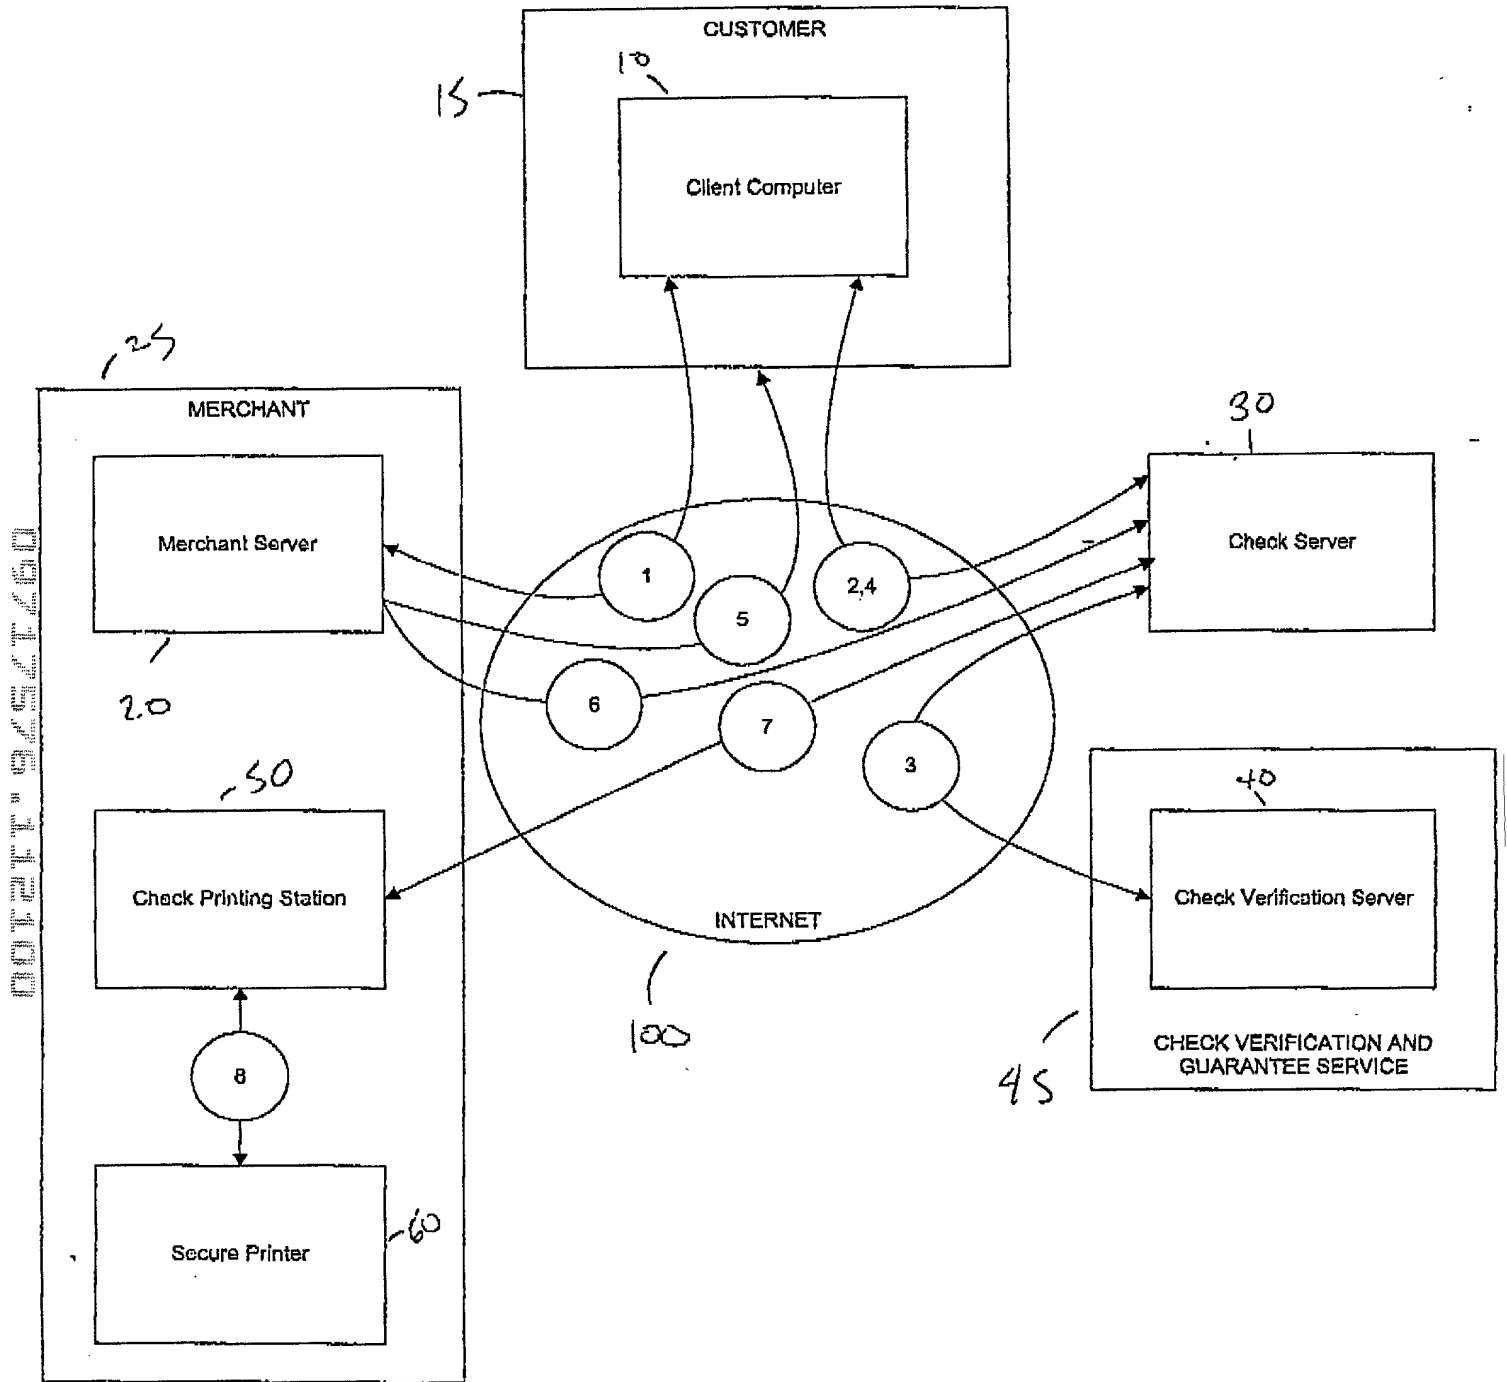 CUSTOMER
10
15
Client Computer
25
MERCHANT
30
Merchant Server
Check Server
1
2,4
5
20
6
7
3
50
40
Check Printing Station
Check Verification Server
INTERNET
100
CHECK VERIFICATION AND
GUARANTEE SERVICE
45
8
Secure Printer
60
09717576.112100